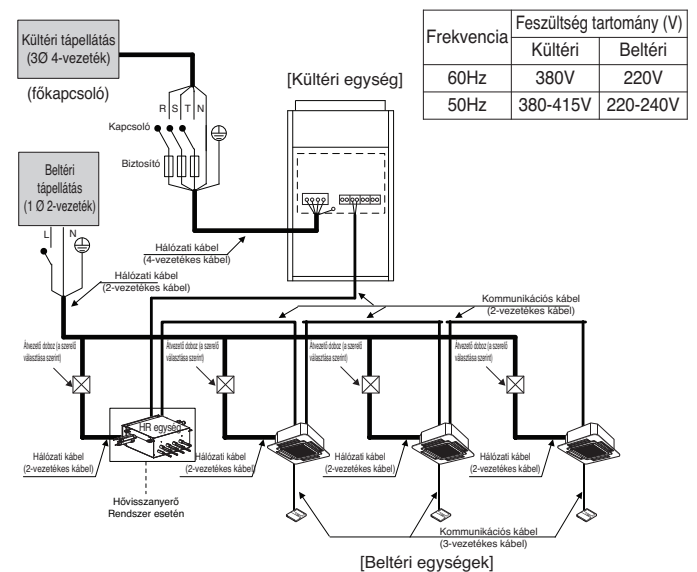 Kültéri tápellátás
(3Ø 4-vezeték)
(főkapcsoló)
R S T N
Kapcsoló
Biztosító
[Kültéri egység]
Frekvencia
Feszültség tartomány (V)
Kültéri
Beltéri
60Hz
380V
220V
50Hz
380-415V
220-240V
Beltéri
tápellátás
(1 Ø 2-vezeték)
L N
Hálózati kábel
(4-vezetékes kábel)
Hálózati kábel
(2-vezetékes kábel)
Kommunikációs kábel
(2-vezetékes kábel)
Átvezető doboz (a szerelő
választása szerint)
Átvezető doboz (a szerelő
választása szerint)
Átvezető doboz (a szerelő
választása szerint)
Átvezető doboz (a szerelő
választása szerint)
HR egység
Hálózati kábel
(2-vezetékes kábel)
Hálózati kábel
(2-vezetékes kábel)
Hálózati kábel
(2-vezetékes kábel)
Hálózati kábel
(2-vezetékes kábel)
Hővisszanyerő
Rendszer esetén
Kommunikációs kábel
(3-vezetékes kábel)
[Beltéri egységek]